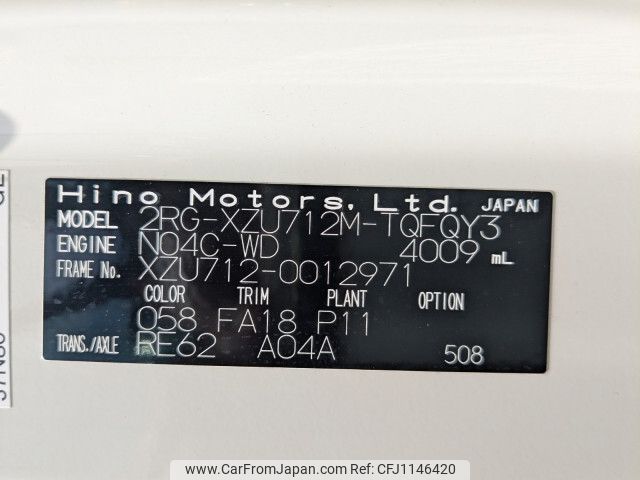 Hino Motors, Ltd. JAPAN
MODEL 2RG-XZU712M-TQFQY3
ENGINE N04C-WD 4009 mL
FRAME No. XZU712-0012971
COLOR TRIM PLANT OPTION
058 FA18 P11
TRANS./AXLE RE62 A04A 508
www.CarFromJapan.com © CarFromJapan - CFJ1146420